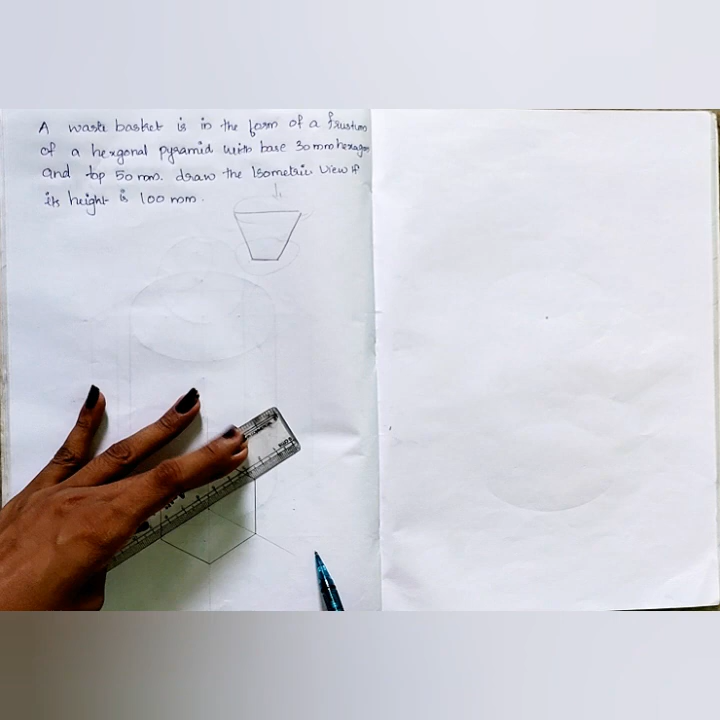 A waste basket is in the form of a frustum
of a hexgonal pyramid with base 30 mm hexagon
and top 50 mm. draw the Isometric View if
its height is 100 mm.